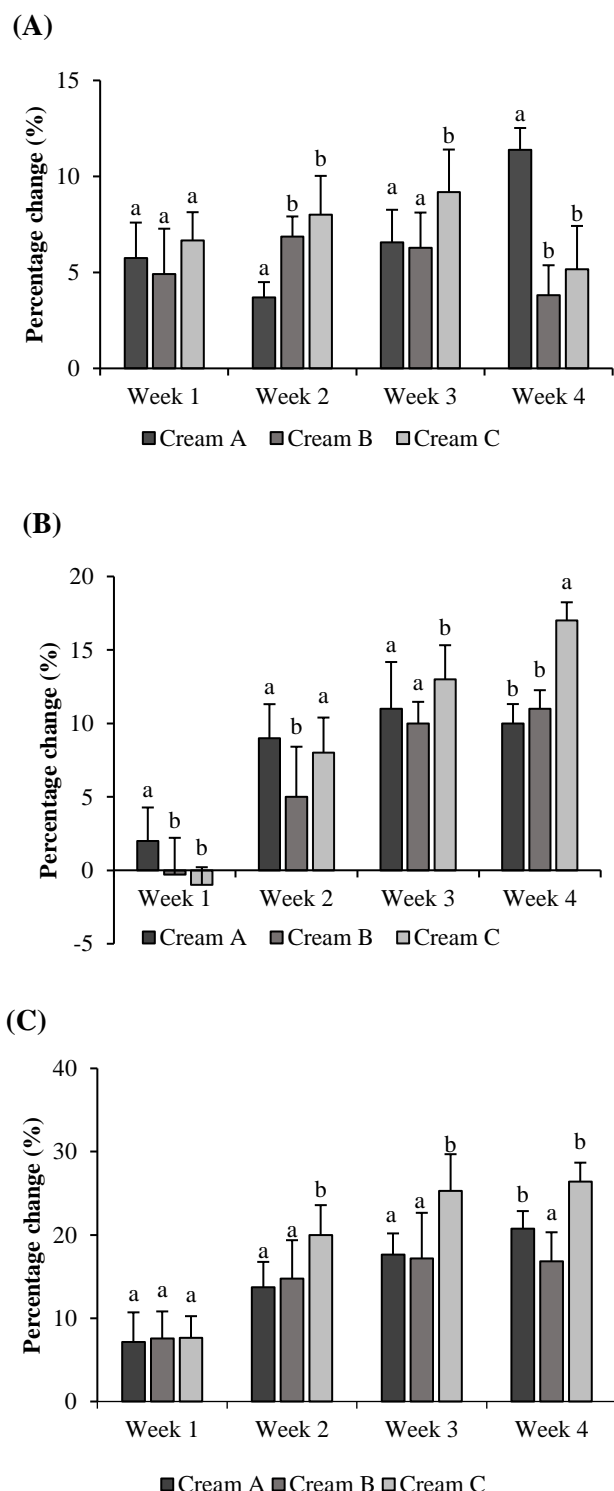 (A)
Percentage change (%)
15
10
5
0
a a a
a b b
a a b
a b b
Week 1 Week 2 Week 3 Week 4
Cream A Cream B Cream C
(B)
Percentage change (%)
20
15
10
5
0
-5
a b b
a b a
a a b
b b a
Week 1 Week 2 Week 3 Week 4
Cream A Cream B Cream C
(C)
Percentage change (%)
40
30
20
10
0
a a a
a a b
a a b
b a b
Week 1 Week 2 Week 3 Week 4
Cream A Cream B Cream C